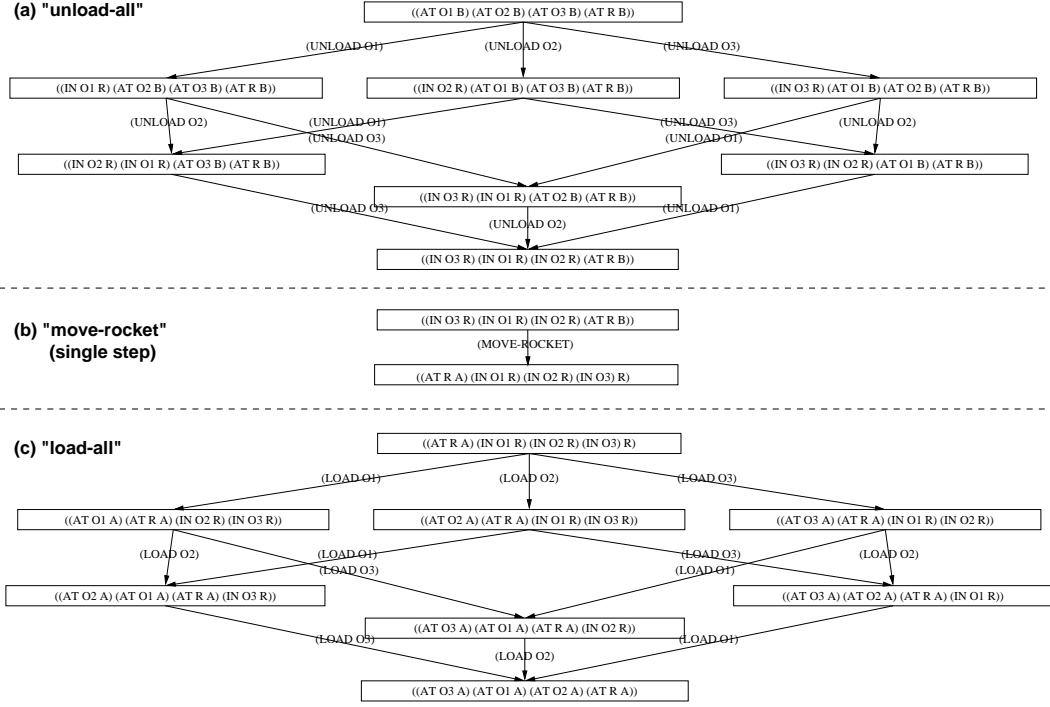 (a) "unload-all"
((AT O1 B) (AT O2 B) (AT O3 B) (AT R B))
(UNLOAD O1)
(UNLOAD O2)
(UNLOAD O3)
((IN O1 R) (AT O2 B) (AT O3 B) (AT R B))
((IN O2 R) (AT O1 B) (AT O3 B) (AT R B))
((IN O3 R) (AT O1 B) (AT O2 B) (AT R B))
(UNLOAD O2)
(UNLOAD O1)
(UNLOAD O3)
(UNLOAD O3)
(UNLOAD O1)
(UNLOAD O2)
((IN O2 R) (IN O1 R) (AT O3 B) (AT R B))
((IN O3 R) (IN O2 R) (AT O1 B) (AT R B))
((IN O3 R) (IN O1 R) (AT O2 B) (AT R B))
(UNLOAD O3)
(UNLOAD O2)
(UNLOAD O1)
((IN O3 R) (IN O1 R) (IN O2 R) (AT R B))
(b) "move-rocket"
(single step)
((IN O3 R) (IN O1 R) (IN O2 R) (AT R B))
(MOVE-ROCKET)
((AT R A) (IN O1 R) (IN O2 R) (IN O3) R)
(c) "load-all"
((AT R A) (IN O1 R) (IN O2 R) (IN O3) R)
(LOAD O1)
(LOAD O2)
(LOAD O3)
((AT O1 A) (AT R A) (IN O2 R) (IN O3 R))
((AT O2 A) (AT R A) (IN O1 R) (IN O3 R))
((AT O3 A) (AT R A) (IN O1 R) (IN O2 R))
(LOAD O2)
(LOAD O1)
(LOAD O3)
(LOAD O3)
(LOAD O1)
(LOAD O2)
((AT O2 A) (AT O1 A) (AT R A) (IN O3 R))
((AT O3 A) (AT O2 A) (AT R A) (IN O1 R))
((AT O3 A) (AT O1 A) (AT R A) (IN O2 R))
(LOAD O3)
(LOAD O2)
(LOAD O1)
((AT O3 A) (AT O1 A) (AT O2 A) (AT R A))